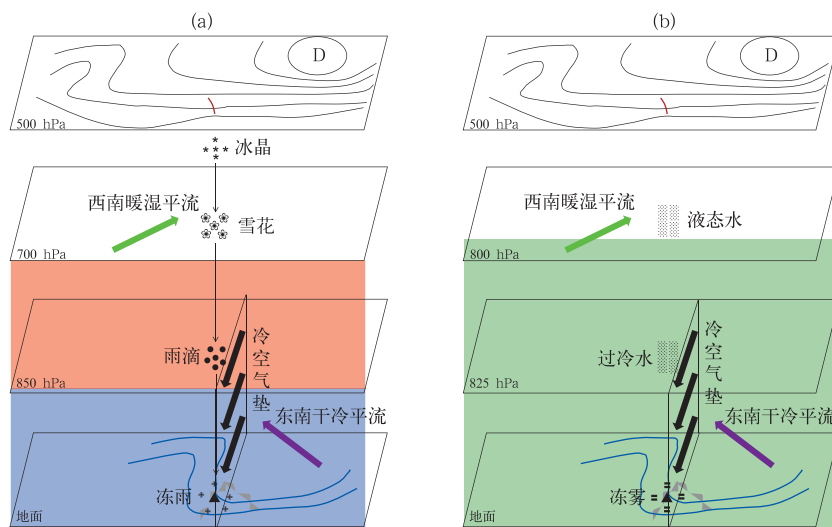 (a)
D
500 hPa
冰晶
西南暖湿平流
雪花
700 hPa
雨滴
冷空气垫
850 hPa
东南干冷平流
冻雨
地面
(b)
D
500 hPa
西南暖湿平流
液态水
800 hPa
过冷水
冷空气垫
825 hPa
东南干冷平流
冻雾
地面